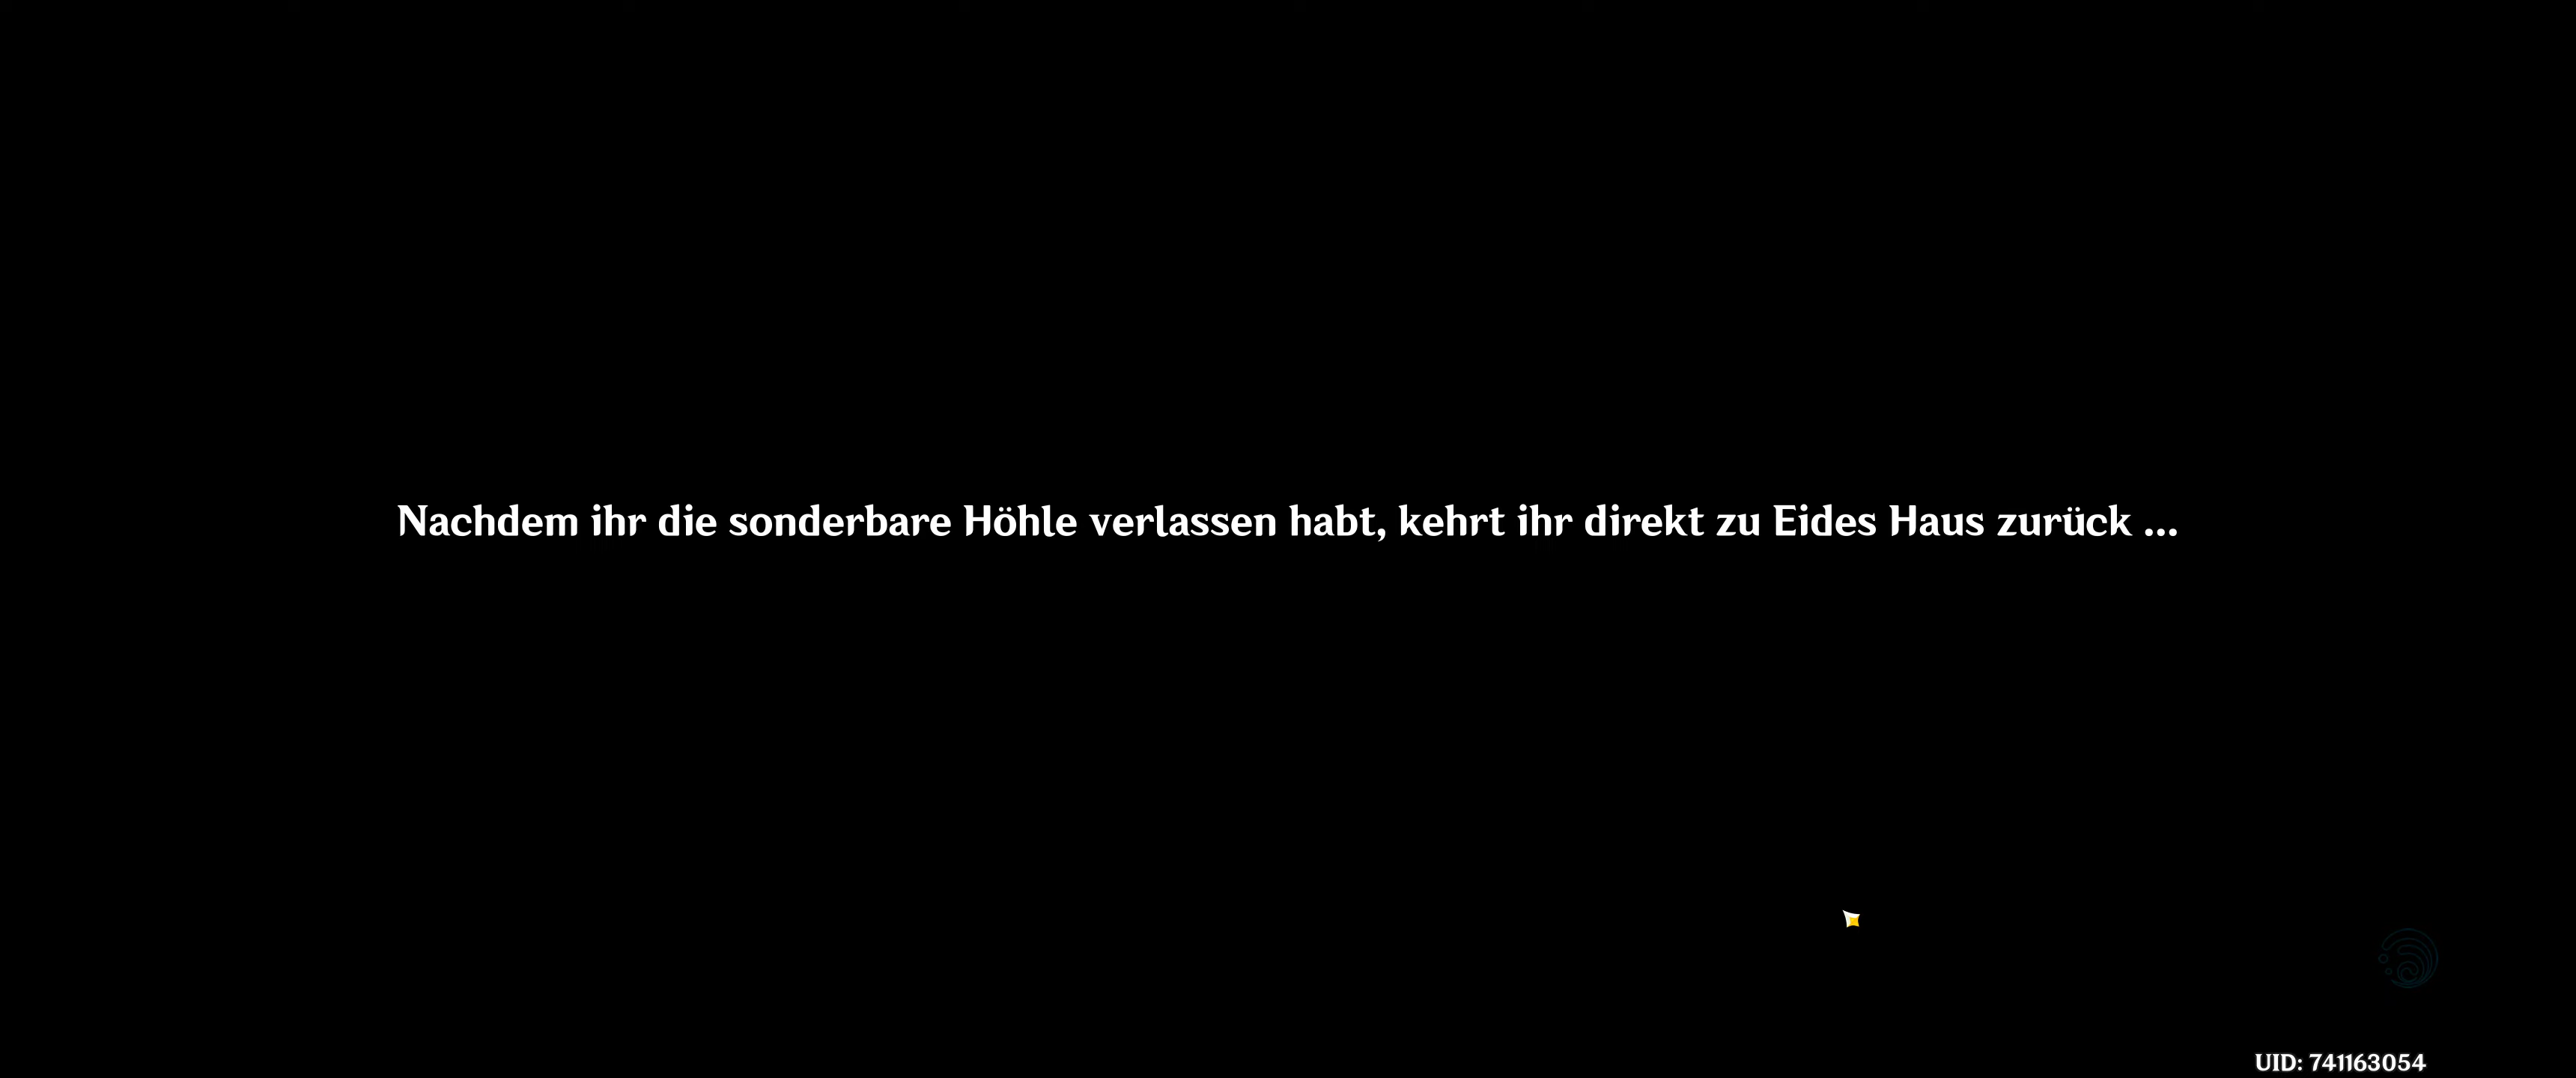 Nachdem ihr die sonderbare Höhle verlassen habt, kehrt ihr direkt zu Eides Haus zurück ...
UID: 741163054